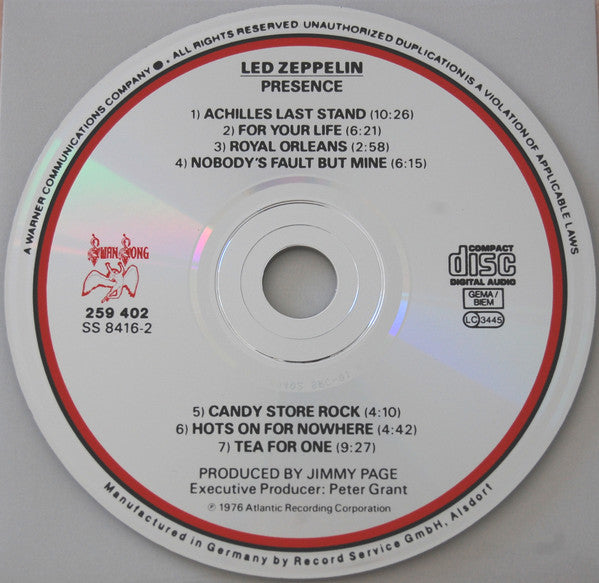 A WARNER COMMUNICATIONS COMPANY . ALL RIGHTS RESERVED UNAUTHORIZED DUPLICATION IS A VIOLATION OF APPLICABLE LAWS
LED ZEPPELIN
PRESENCE
1) ACHILLES LAST STAND (10:26)
2) FOR YOUR LIFE (6:21)
3) ROYAL ORLEANS (2:58)
4) NOBODY'S FAULT BUT MINE (6:15)
SWAN SONG
259 402
SS 8416-2
COMPACT
disc
DIGITAL AUDIO
GEMA/
BIEM
LC 3445
5) CANDY STORE ROCK (4:10)
6) HOTS ON FOR NOWHERE (4:42)
7) TEA FOR ONE (9:27)
PRODUCED BY JIMMY PAGE
Executive Producer: Peter Grant
℗ 1976 Atlantic Recording Corporation
Manufactured in Germany by Record Service GmbH, Alsdorf